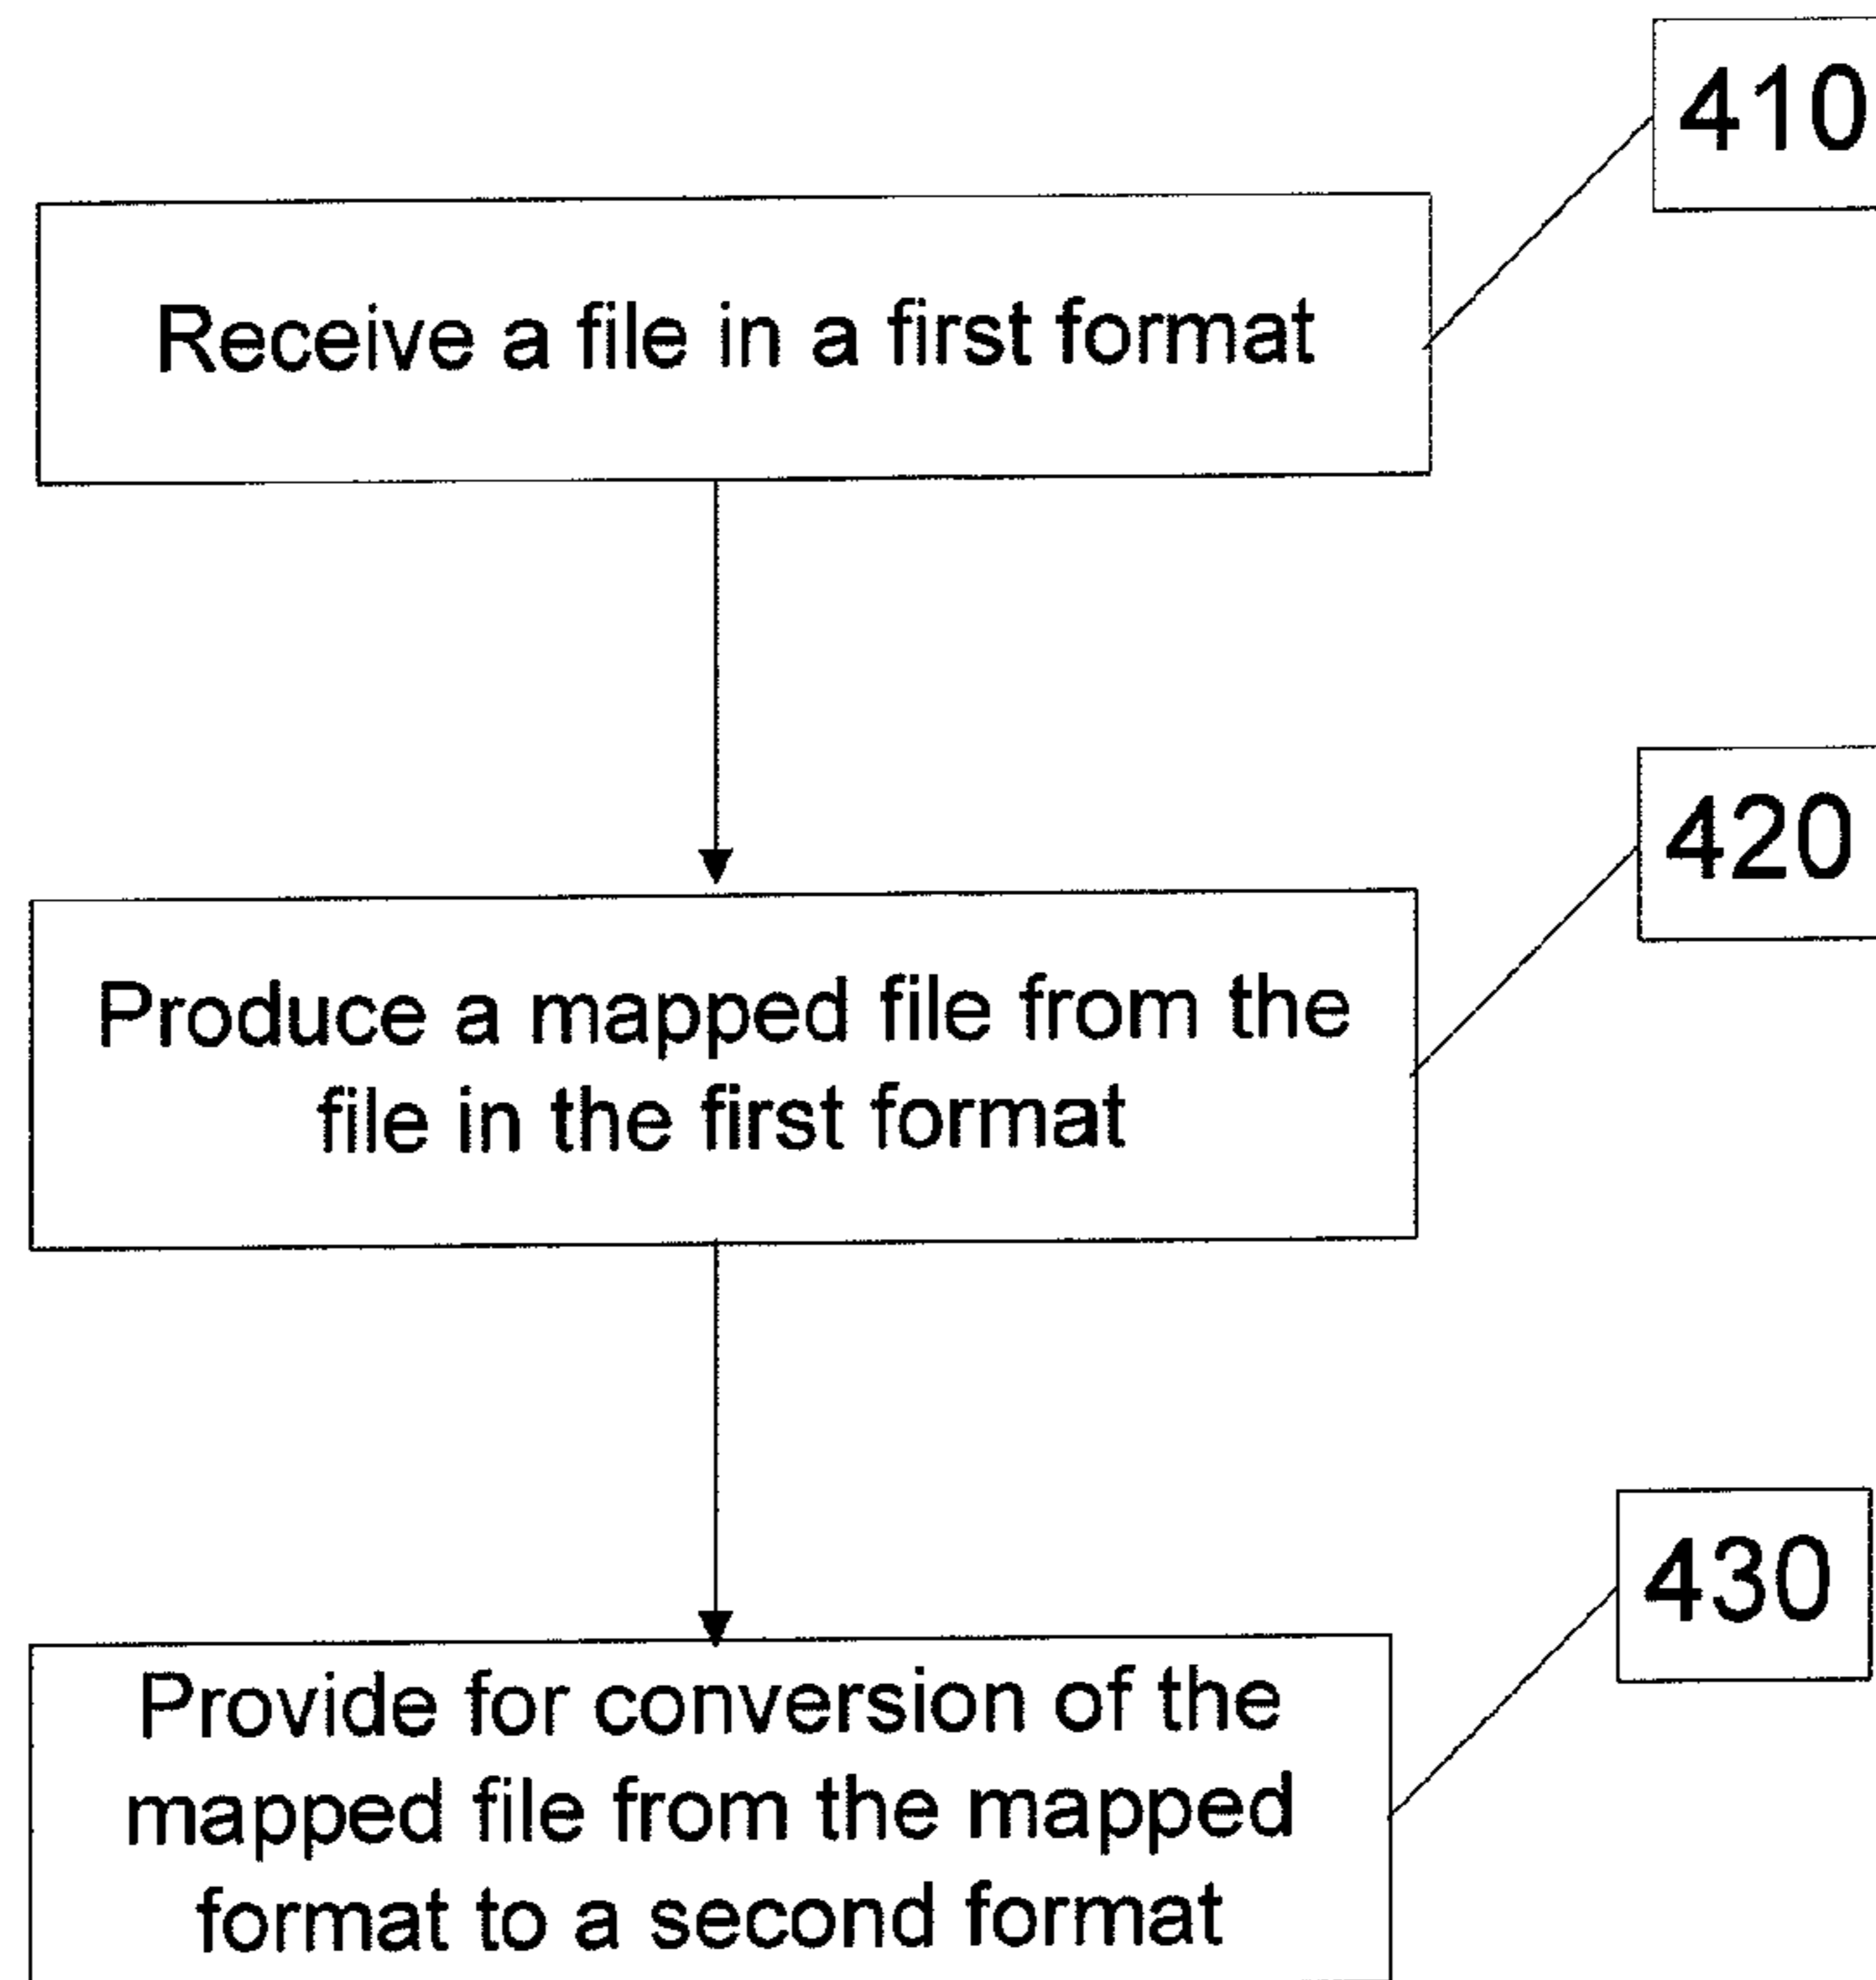 410
Receive a file in a first format
420
Produce a mapped file from the
file in the first format
430
Provide for conversion of the
mapped file from the mapped
format to a second format